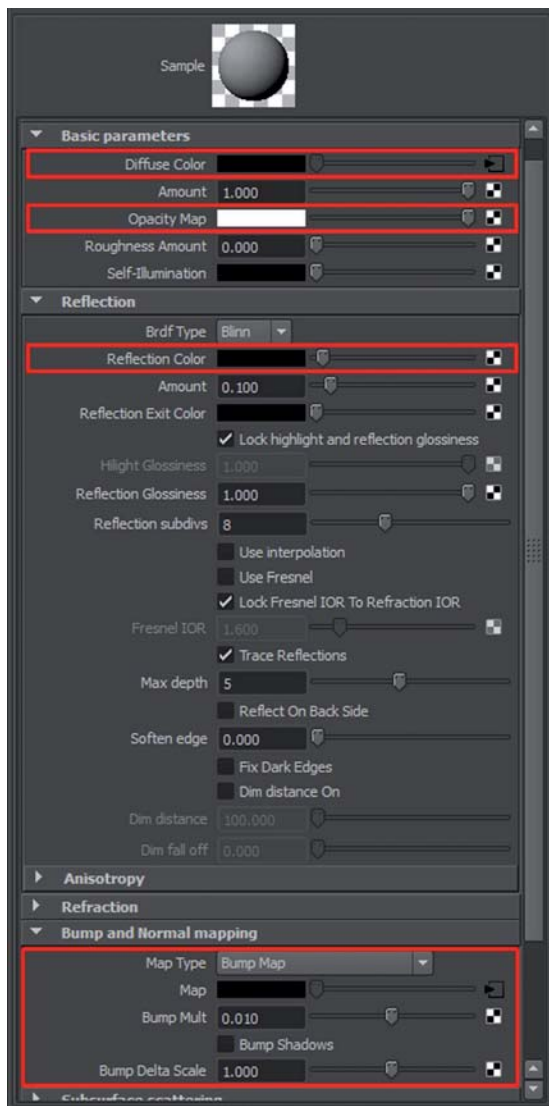 Sample
Basic parameters
Diffuse Color
Amount 1.000
Opacity Map
Roughness Amount 0.000
Self-Illumination
Reflection
Brdf Type Blinn
Reflection Color
Amount 0.100
Reflection Exit Color
Lock highlight and reflection glossiness
Hilight Glossiness 1.000
Reflection Glossiness 1.000
Reflection subdivs 8
Use interpolation
Use Fresnel
Lock Fresnel IOR To Refraction IOR
Fresnel IOR 1.600
Trace Reflections
Max depth 5
Reflect On Back Side
Soften edge 0.000
Fix Dark Edges
Dim distance On
Dim distance 100.000
Dim fall off 0.000
Anisotropy
Refraction
Bump and Normal mapping
Map Type Bump Map
Map
Bump Mult 0.010
Bump Shadows
Bump Delta Scale 1.000
Subsurface scattering